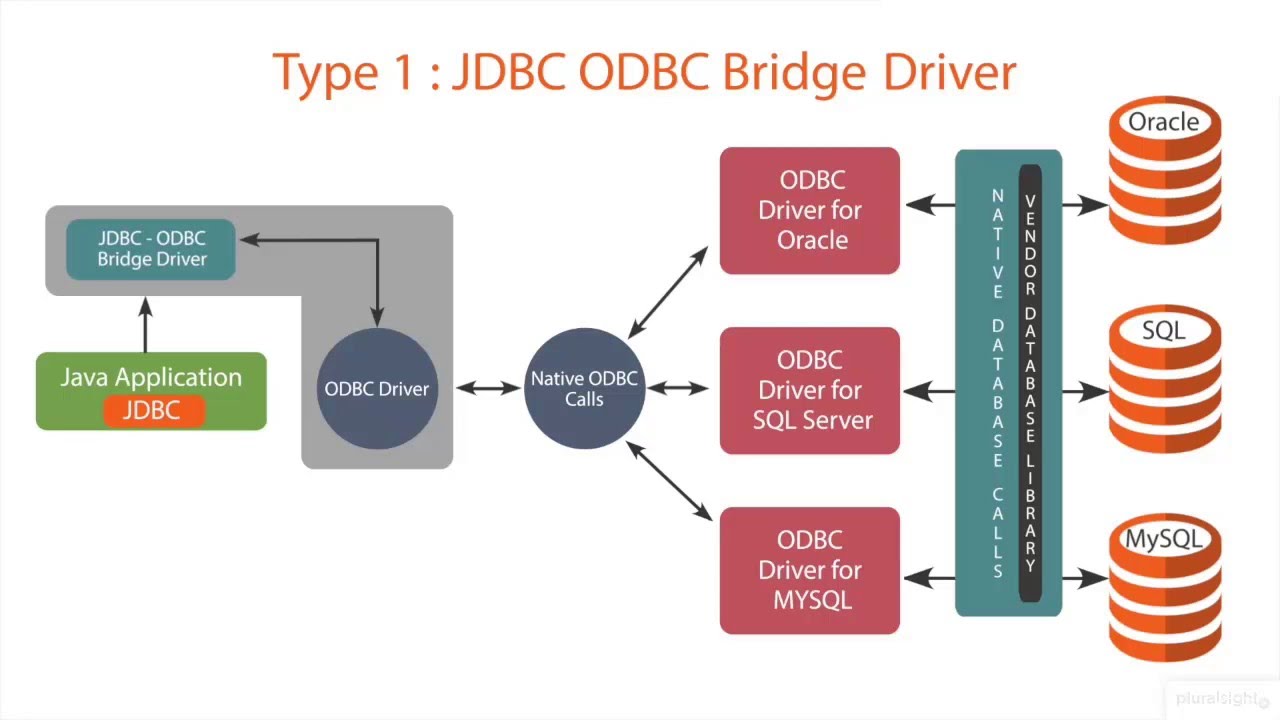 Type 1 : JDBC ODBC Bridge Driver
JDBC - ODBC
Bridge Driver
Java Application
JDBC
ODBC Driver
Native ODBC
Calls
ODBC
Driver for
Oracle
ODBC
Driver for
SQL Server
ODBC
Driver for
MYSQL
NATIVE DATABASE CALLS
VENDOR DATABASE LIBRARY
Oracle
SQL
MySQL
pluralsight